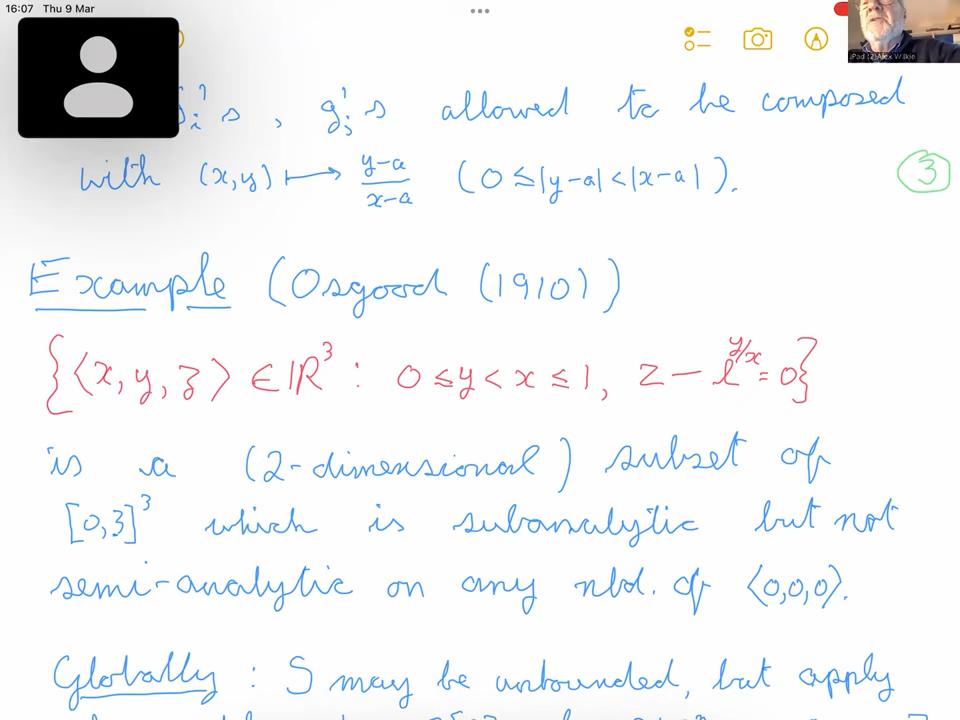 16:07 Thu 9 Mar
iPad (2) Alex Wilkie
's, g_j's allowed to be composed
with (x,y) ⟼ (y-a)/(x-a) (0 ≤ |y-a| < |x-a|).
3
Example (Osgood (1910))
{⟨x, y, z⟩ ∈ ℝ³ : 0 ≤ y < x ≤ 1, z - e^{y/x} = 0}
is a (2-dimensional) subset of
[0,3]³ which is subanalytic but not
semi-analytic on any nbd. of ⟨0,0,0⟩.
Globally : S may be unbounded, but apply